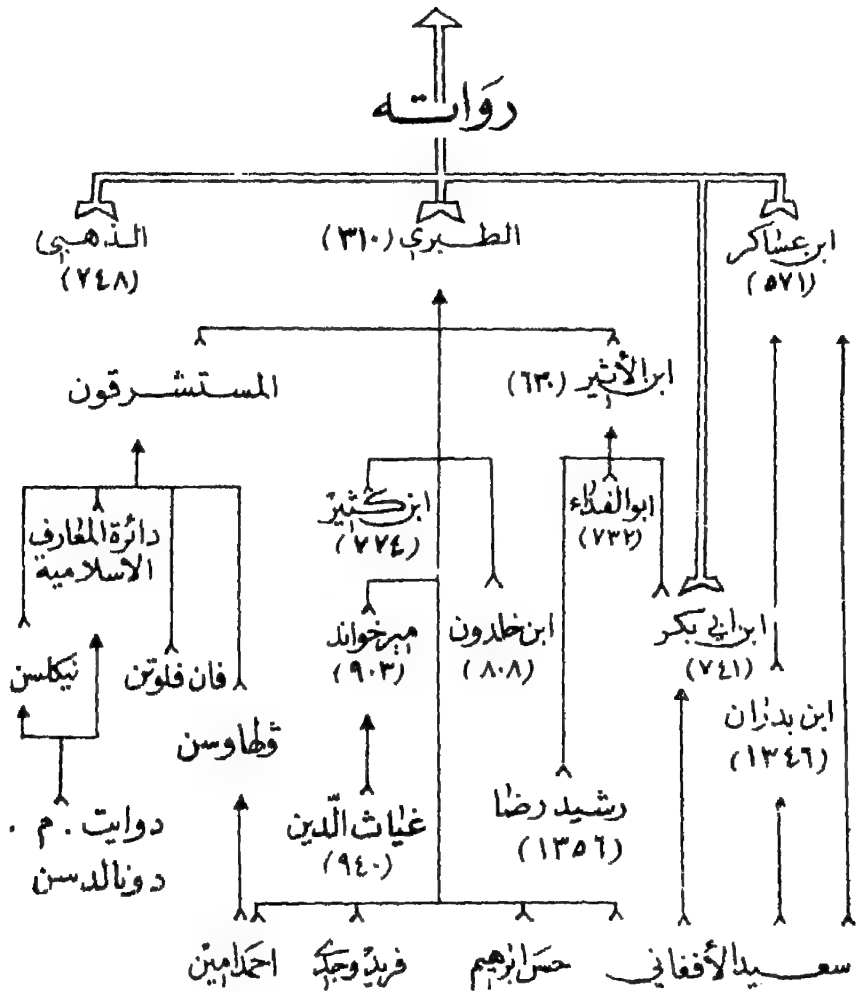 رواته
ابن عساكر
(٥٧١)
الطبري (٣١٠)
الذهبي
(٧٤٨)
ابن الأثير (٦٣٠)
المستشرقون
ابو الفداء
(٧٣٢)
ابن كثير
(٧٧٤)
دائرة المعارف
الاسلامية
ابن ابي بكر
(٧٤١)
ابن خلدون
(٨٠٨)
ميرخواند
(٩٠٣)
فان فلوتن
نيكلسن
ابن بدران
(١٣٤٦)
ولهاوسن
رشيد رضا
(١٣٥٦)
غياث الدّين
(٩٤٠)
دوايت . م .
دونالدسن
سعيد الأفغاني
حسن ابراهيم
فريد وجدي
احمد امين